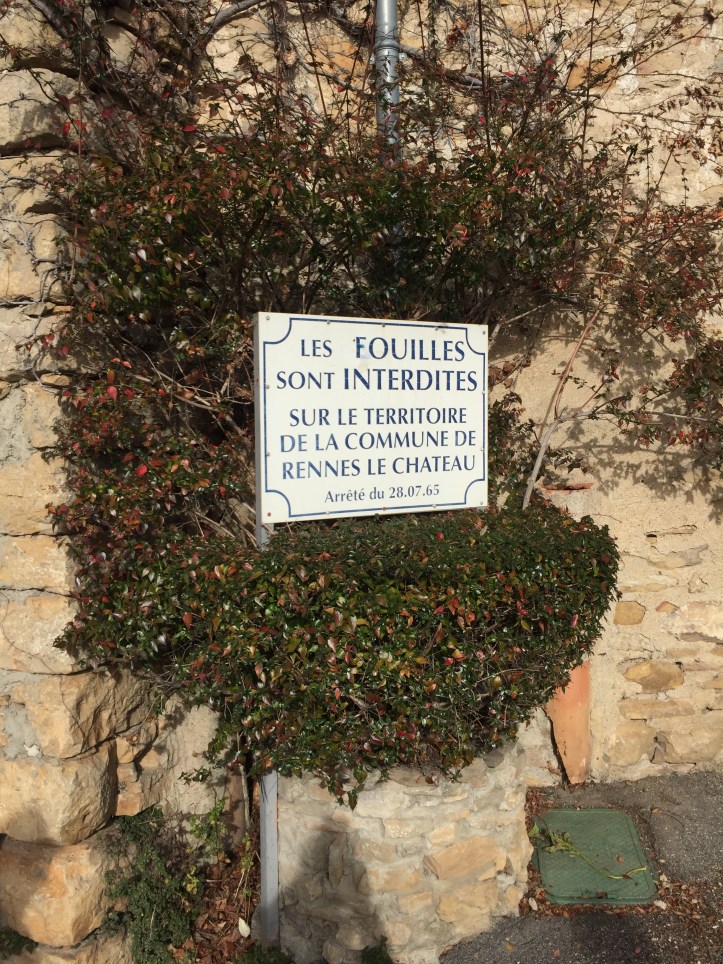 LES FOUILLES
SONT INTERDITES
SUR LE TERRITOIRE
DE LA COMMUNE DE
RENNES LE CHATEAU
Arrêté du 28.07.65